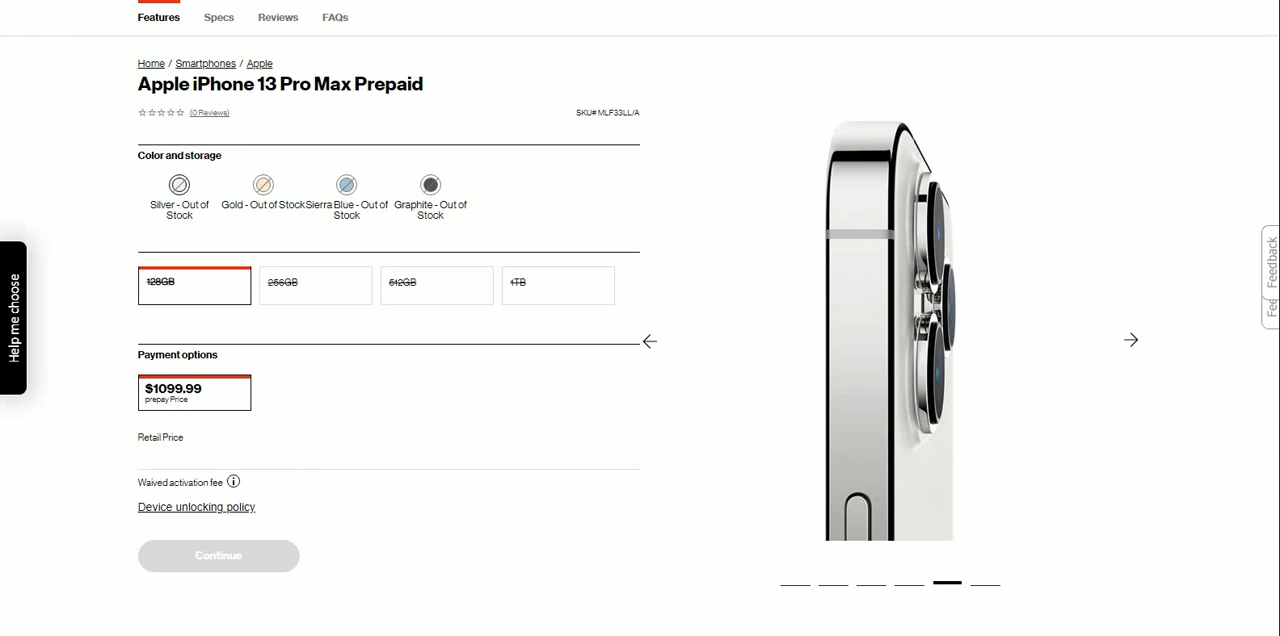 Features Specs Reviews FAQs
Home / Smartphones / Apple
Apple iPhone 13 Pro Max Prepaid
(0 Reviews) SKU# MLF33LL/A
Color and storage
Silver - Out of Stock
Gold - Out of Stock
Sierra Blue - Out of Stock
Graphite - Out of Stock
128GB 256GB 512GB 1TB
Payment options
$1099.99
prepay Price
Retail Price
Waived activation fee
Device unlocking policy
Continue
Help me choose
Feedback
Fee